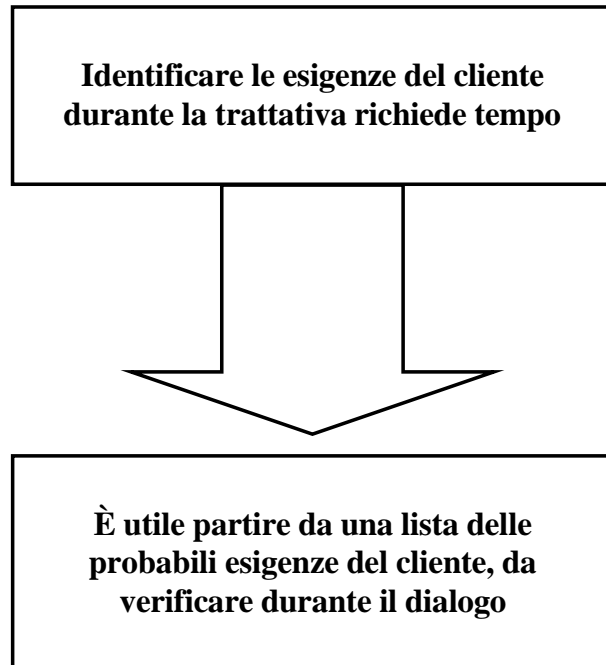 Identificare le esigenze del cliente
durante la trattativa richiede tempo
È utile partire da una lista delle
probabili esigenze del cliente, da
verificare durante il dialogo